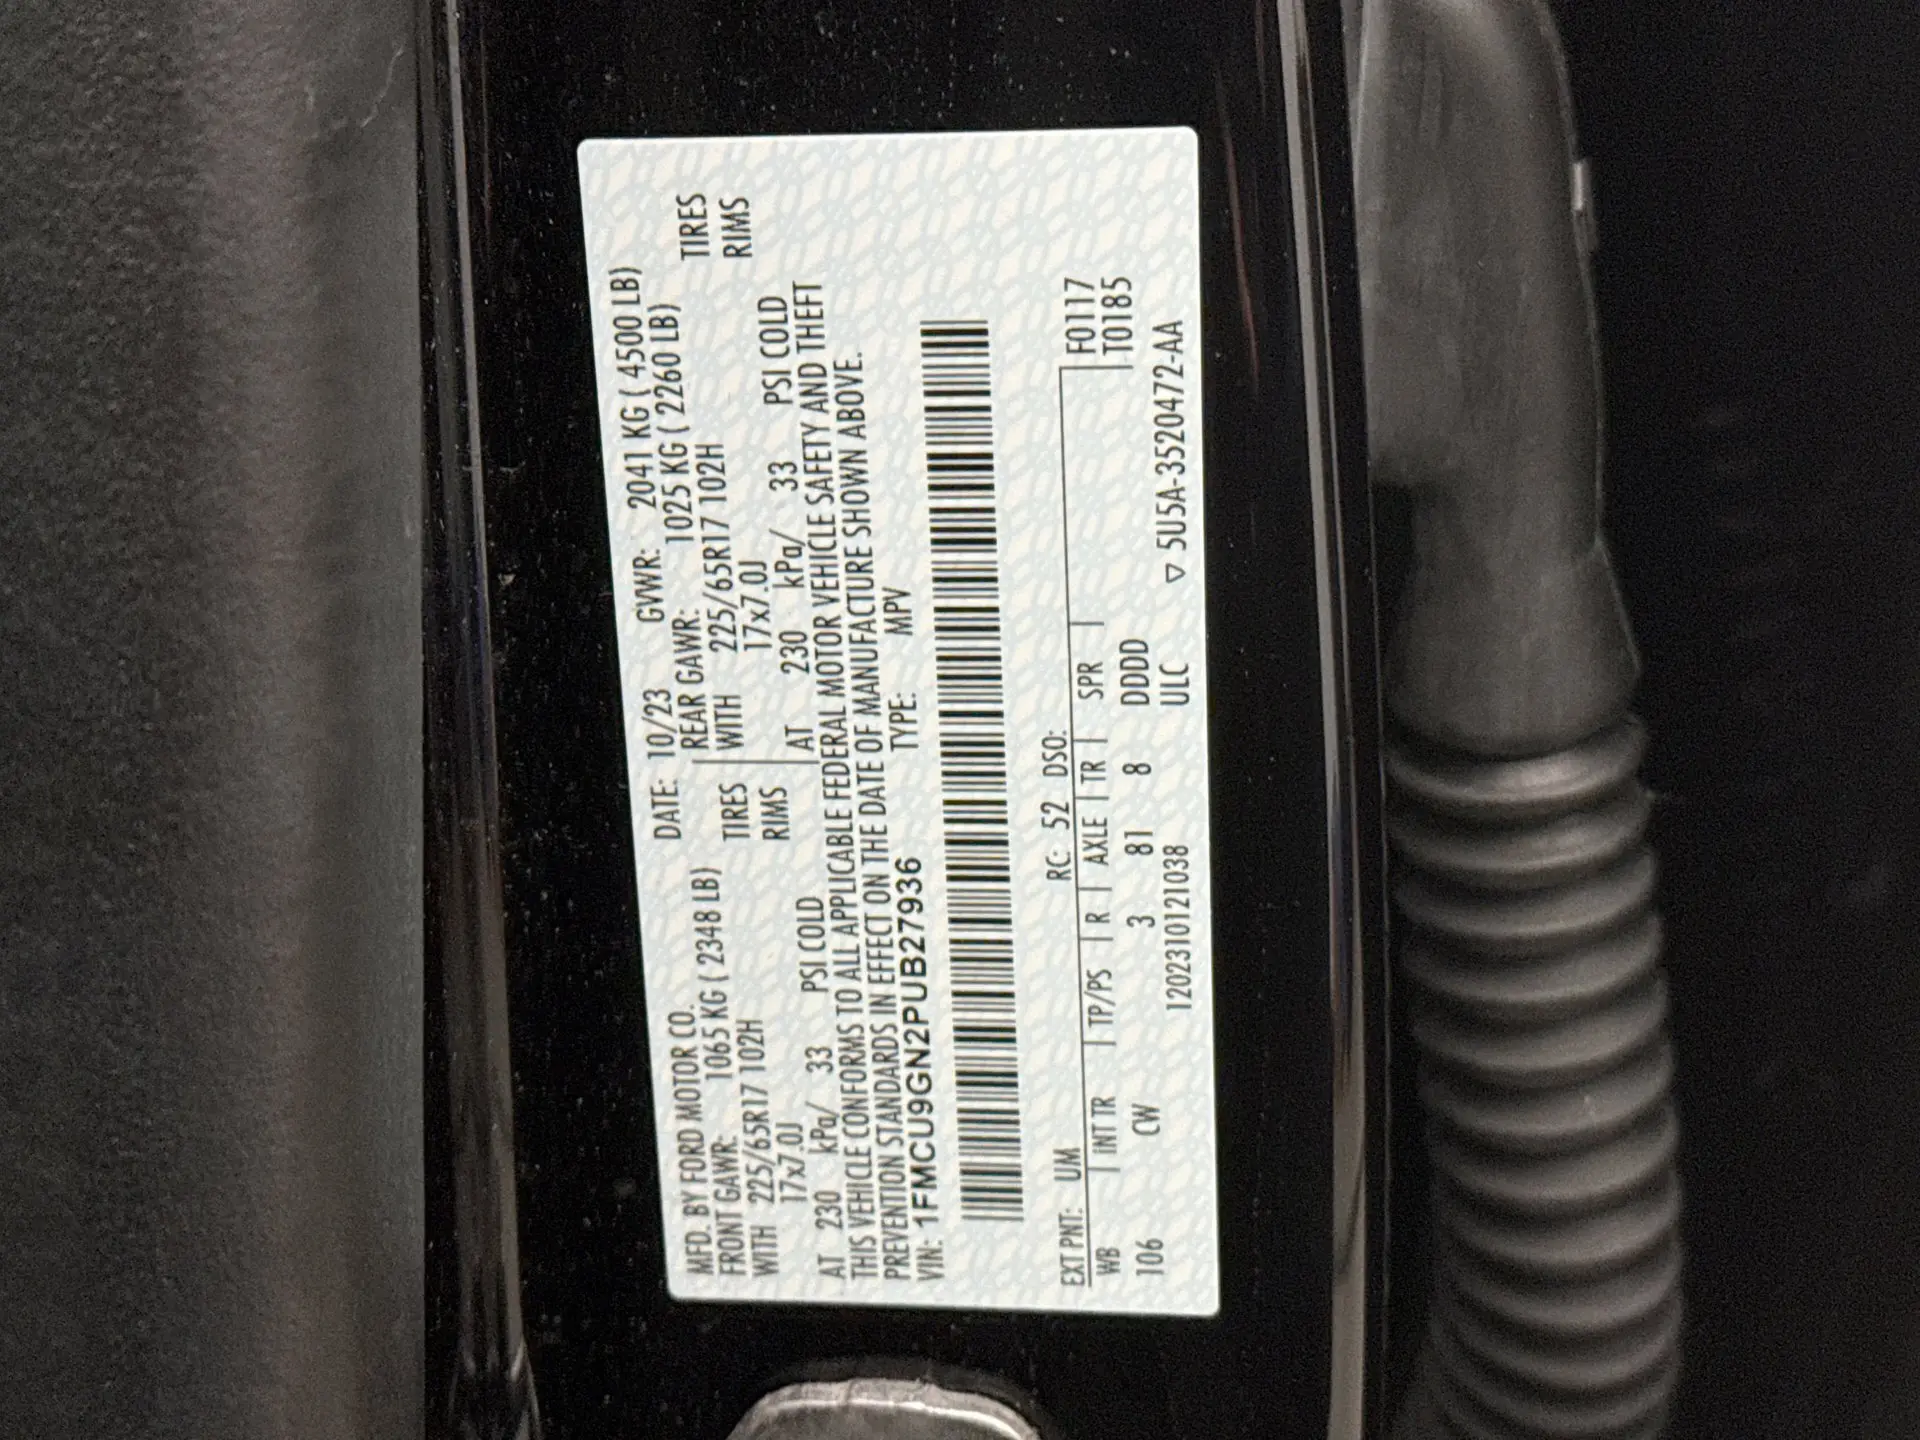 MFD. BY FORD MOTOR CO. DATE: 10/23 GVWR: 2041 KG ( 4500 LB)
FRONT GAWR: 1065 KG ( 2348 LB) REAR GAWR: 1025 KG ( 2260 LB)
WITH 225/65R17 102H TIRES WITH 225/65R17 102H TIRES
17x7.0J RIMS 17x7.0J RIMS
AT 230 kPa/ 33 PSI COLD AT 230 kPa/ 33 PSI COLD
THIS VEHICLE CONFORMS TO ALL APPLICABLE FEDERAL MOTOR VEHICLE SAFETY AND THEFT
PREVENTION STANDARDS IN EFFECT ON THE DATE OF MANUFACTURE SHOWN ABOVE.
VIN: 1FMCU9GN2PUB27936 TYPE: MPV
EXT PNT: UM RC: 52 DSO: F0117
WB | INT TR | TP/PS | R | AXLE | TR | SPR | T0185
106 CW 3 81 8 DDDD
12023101 21038 ULC ▽ 5U5A-3520472-AA